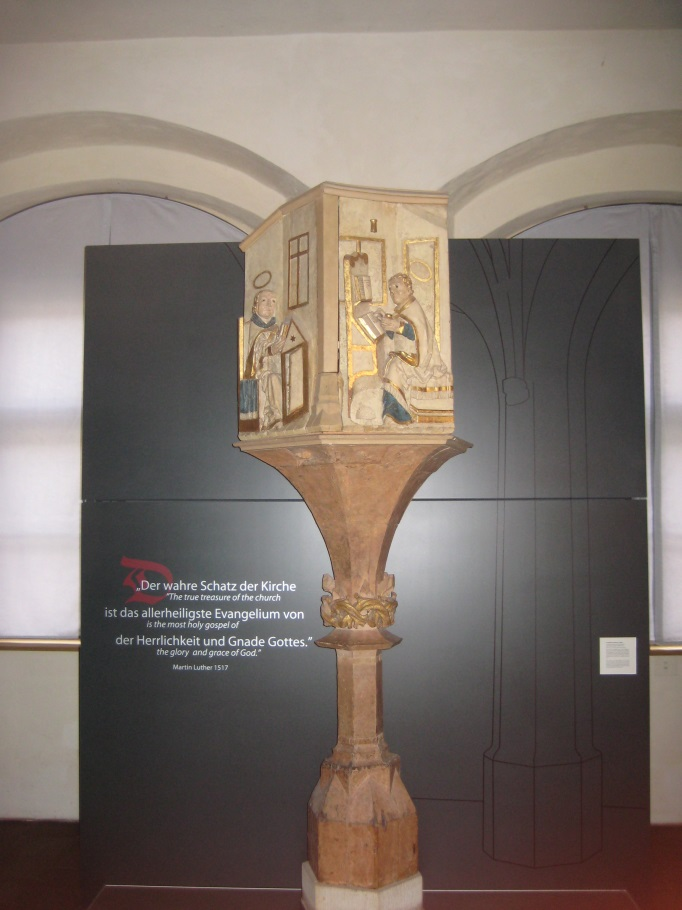 „Der wahre Schatz der Kirche
"The true treasure of the church
ist das allerheiligste Evangelium von
is the most holy gospel of
der Herrlichkeit und Gnade Gottes.”
the glory and grace of God.”
Martin Luther 1517